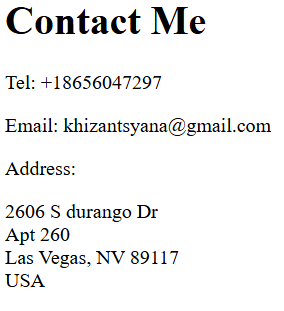 Contact Me
Tel: +18656047297
Email: khizantsyana@gmail.com
Address:
2606 S durango Dr
Apt 260
Las Vegas, NV 89117
USA